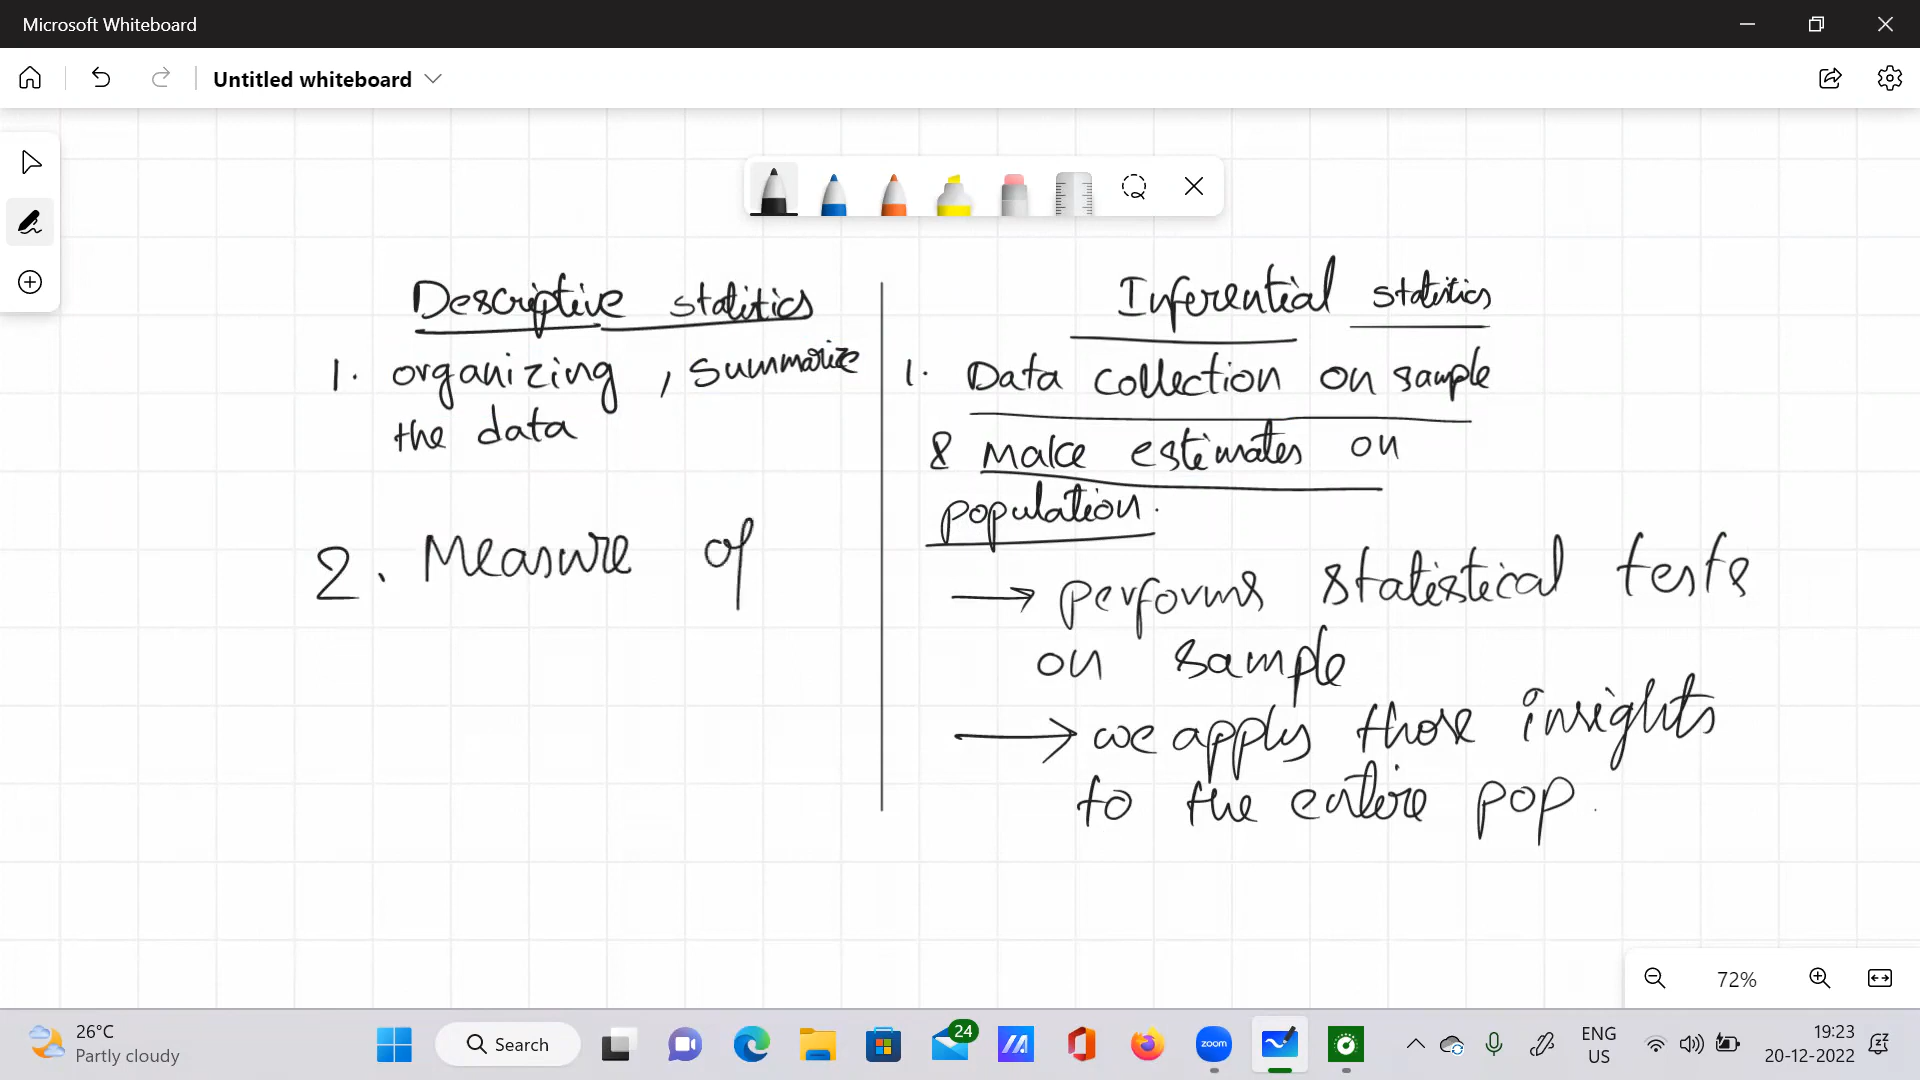 Microsoft Whiteboard
Untitled whiteboard
Descriptive statitics
1. organizing, summarize
the data
2. Measure of
Inferential statistics
1. Data collection on sample
& Make estimates on
population.
→ performs statistical tests
on sample
→ we apply those insights
to the entire pop.
72%
26°C
Partly cloudy
Search
24
zoom
ENG
US
19:23
20-12-2022